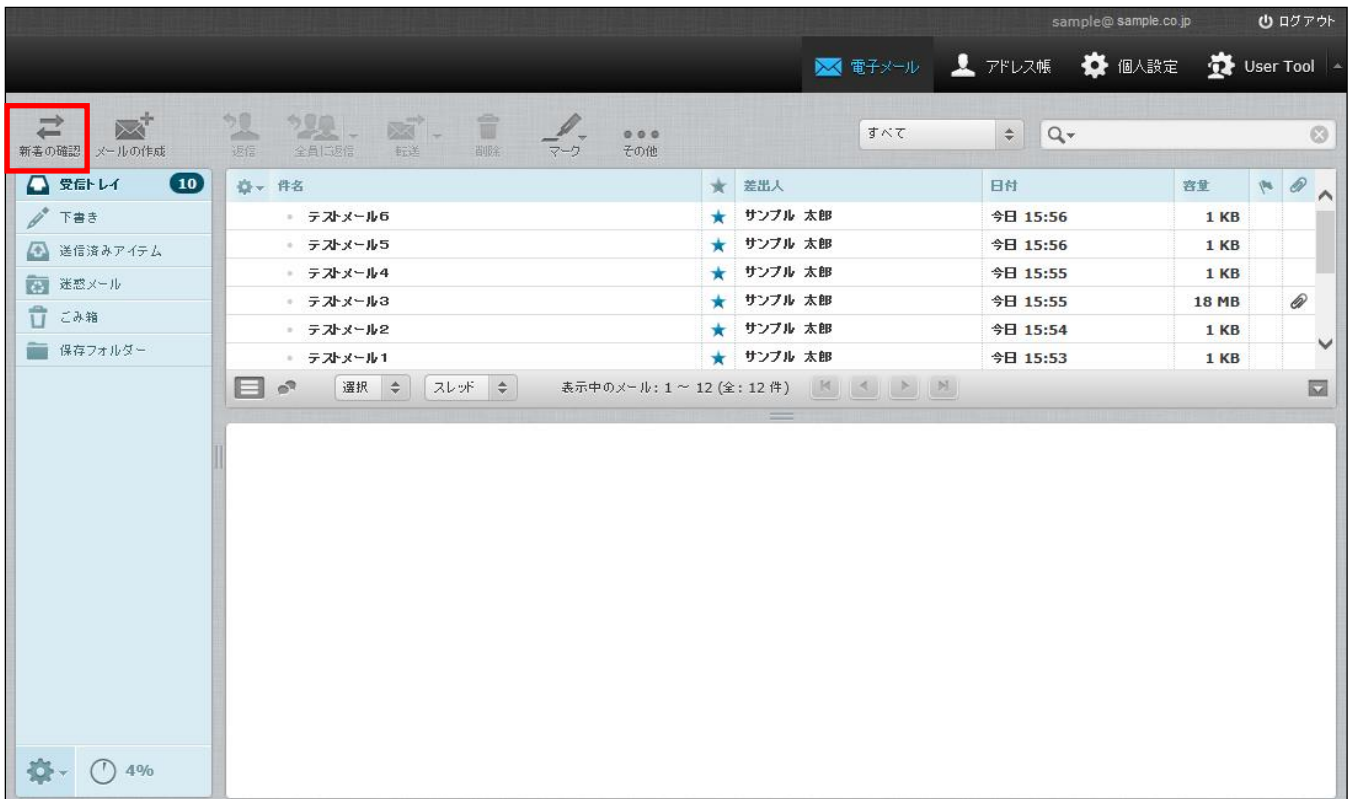 sample@ sample.co.jp ログアウト
電子メール アドレス帳 個人設定 User Tool
新着の確認 メールの作成 返信 全員に返信 転送 削除 マーク その他 すべて
受信トレイ 10
下書き
送信済みアイテム
迷惑メール
ごみ箱
保存フォルダー
件名 差出人 日付 容量
テストメール6 サンプル 太郎 今日 15:56 1 KB
テストメール5 サンプル 太郎 今日 15:56 1 KB
テストメール4 サンプル 太郎 今日 15:55 1 KB
テストメール3 サンプル 太郎 今日 15:55 18 MB
テストメール2 サンプル 太郎 今日 15:54 1 KB
テストメール1 サンプル 太郎 今日 15:53 1 KB
選択 スレッド 表示中のメール: 1 ~ 12 (全: 12 件)
4%